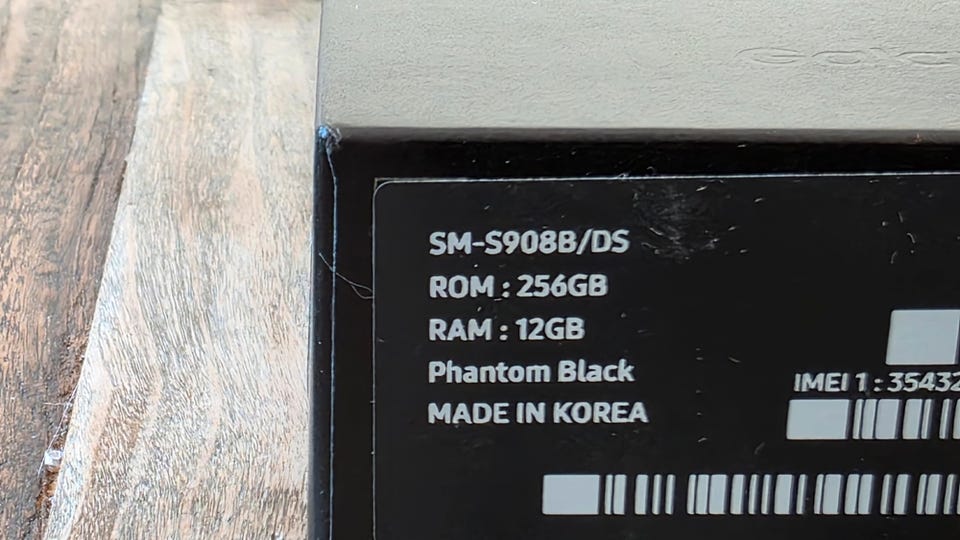 SM-S908B/DS
ROM : 256GB
RAM : 12GB
Phantom Black
MADE IN KOREA
IMEI 1 : 35432